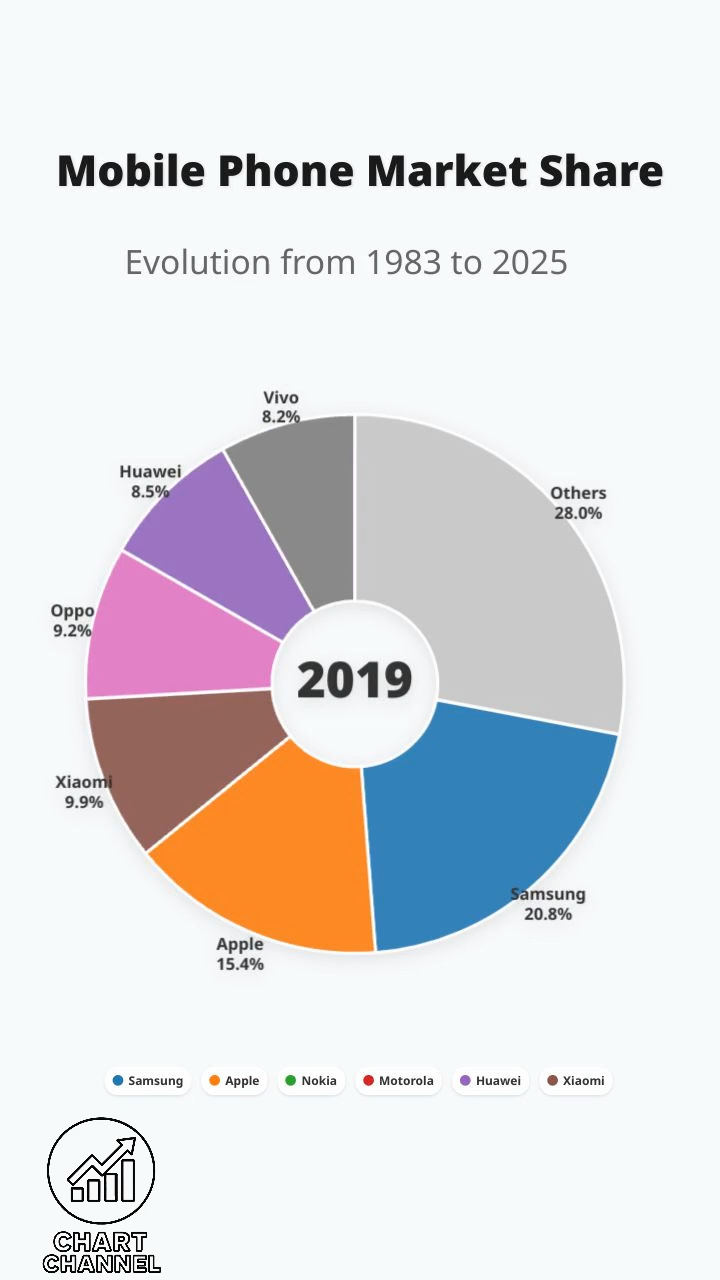 Mobile Phone Market Share
Evolution from 1983 to 2025
Vivo
8.2%
Huawei
8.5%
Others
28.0%
Oppo
9.2%
2019
Xiaomi
9.9%
Samsung
20.8%
Apple
15.4%
Samsung Apple Nokia Motorola Huawei Xiaomi
CHART
CHANNEL